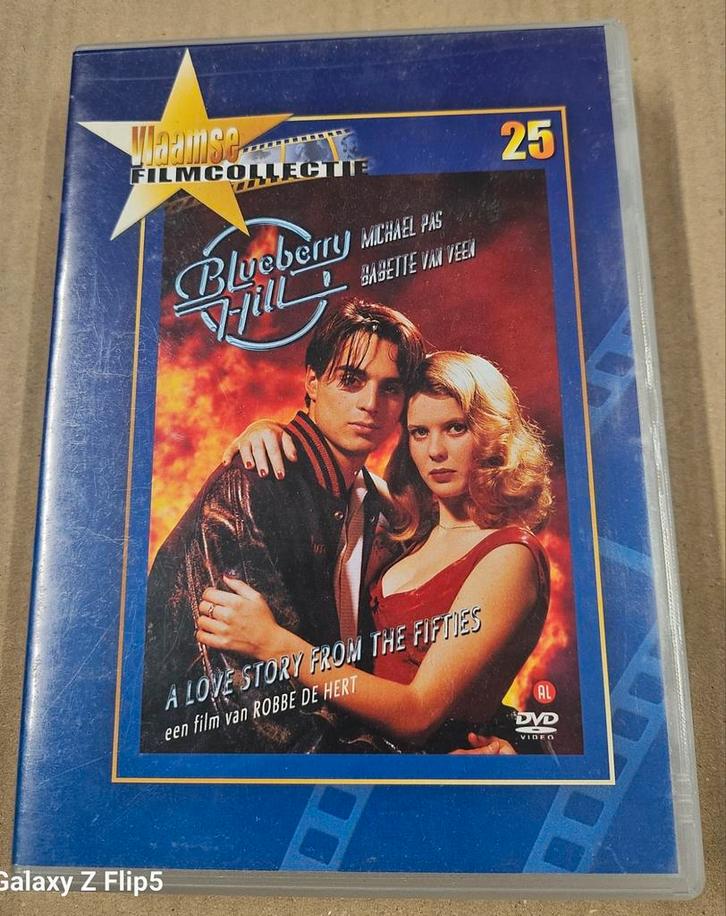 Vlaamse
FILMCOLLECTIE
25
Blueberry
Hill
MICHAEL PAS
BABETTE VAN VEEN
A LOVE STORY FROM THE FIFTIES
een film van ROBBE DE HERT
AL
DVD
VIDEO
Galaxy Z Flip5